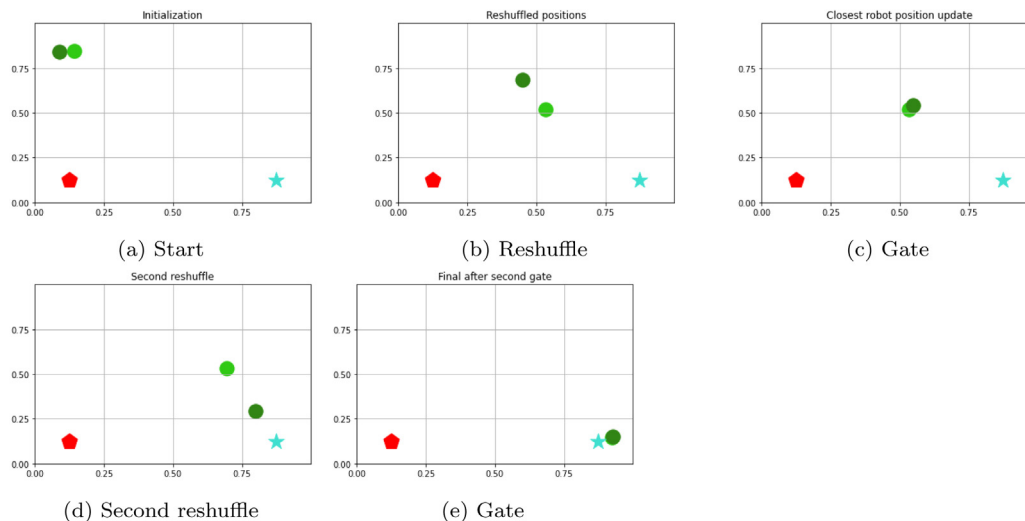 Initialization
0.75
0.50
0.25
0.00
0.00 0.25 0.50 0.75
(a) Start
Reshuffled positions
0.75
0.50
0.25
0.00
0.00 0.25 0.50 0.75
(b) Reshuffle
Closest robot position update
0.75
0.50
0.25
0.00
0.00 0.25 0.50 0.75
(c) Gate
Second reshuffle
0.75
0.50
0.25
0.00
0.00 0.25 0.50 0.75
(d) Second reshuffle
Final after second gate
0.75
0.50
0.25
0.00
0.00 0.25 0.50 0.75
(e) Gate